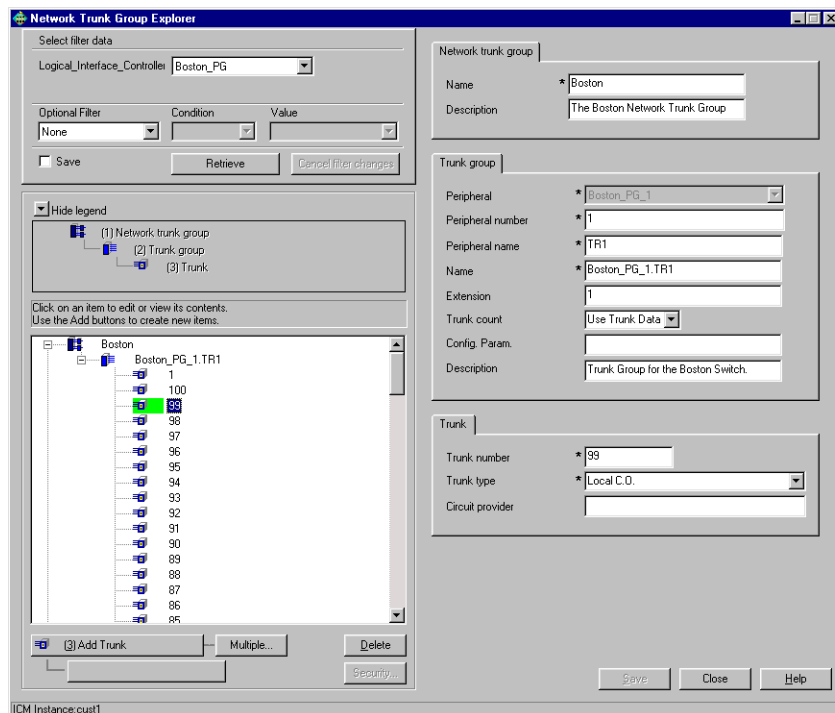 Network Trunk Group Explorer
Select filter data
Logical_Interface_Controller Boston_PG
Optional Filter Condition Value
None
Save Retrieve Cancel filter changes
Hide legend
(1) Network trunk group
(2) Trunk group
(3) Trunk
Click on an item to edit or view its contents.
Use the Add buttons to create new items.
Boston
Boston_PG_1.TR1
1
100
99
98
97
96
95
94
93
92
91
90
89
88
87
86
85
(3) Add Trunk Multiple... Delete
Security...
Network trunk group
Name * Boston
Description The Boston Network Trunk Group
Trunk group
Peripheral * Boston_PG_1
Peripheral number * 1
Peripheral name * TR1
Name * Boston_PG_1.TR1
Extension 1
Trunk count Use Trunk Data
Config. Param.
Description Trunk Group for the Boston Switch.
Trunk
Trunk number * 99
Trunk type * Local C.O.
Circuit provider
Save Close Help
ICM Instance:cust1